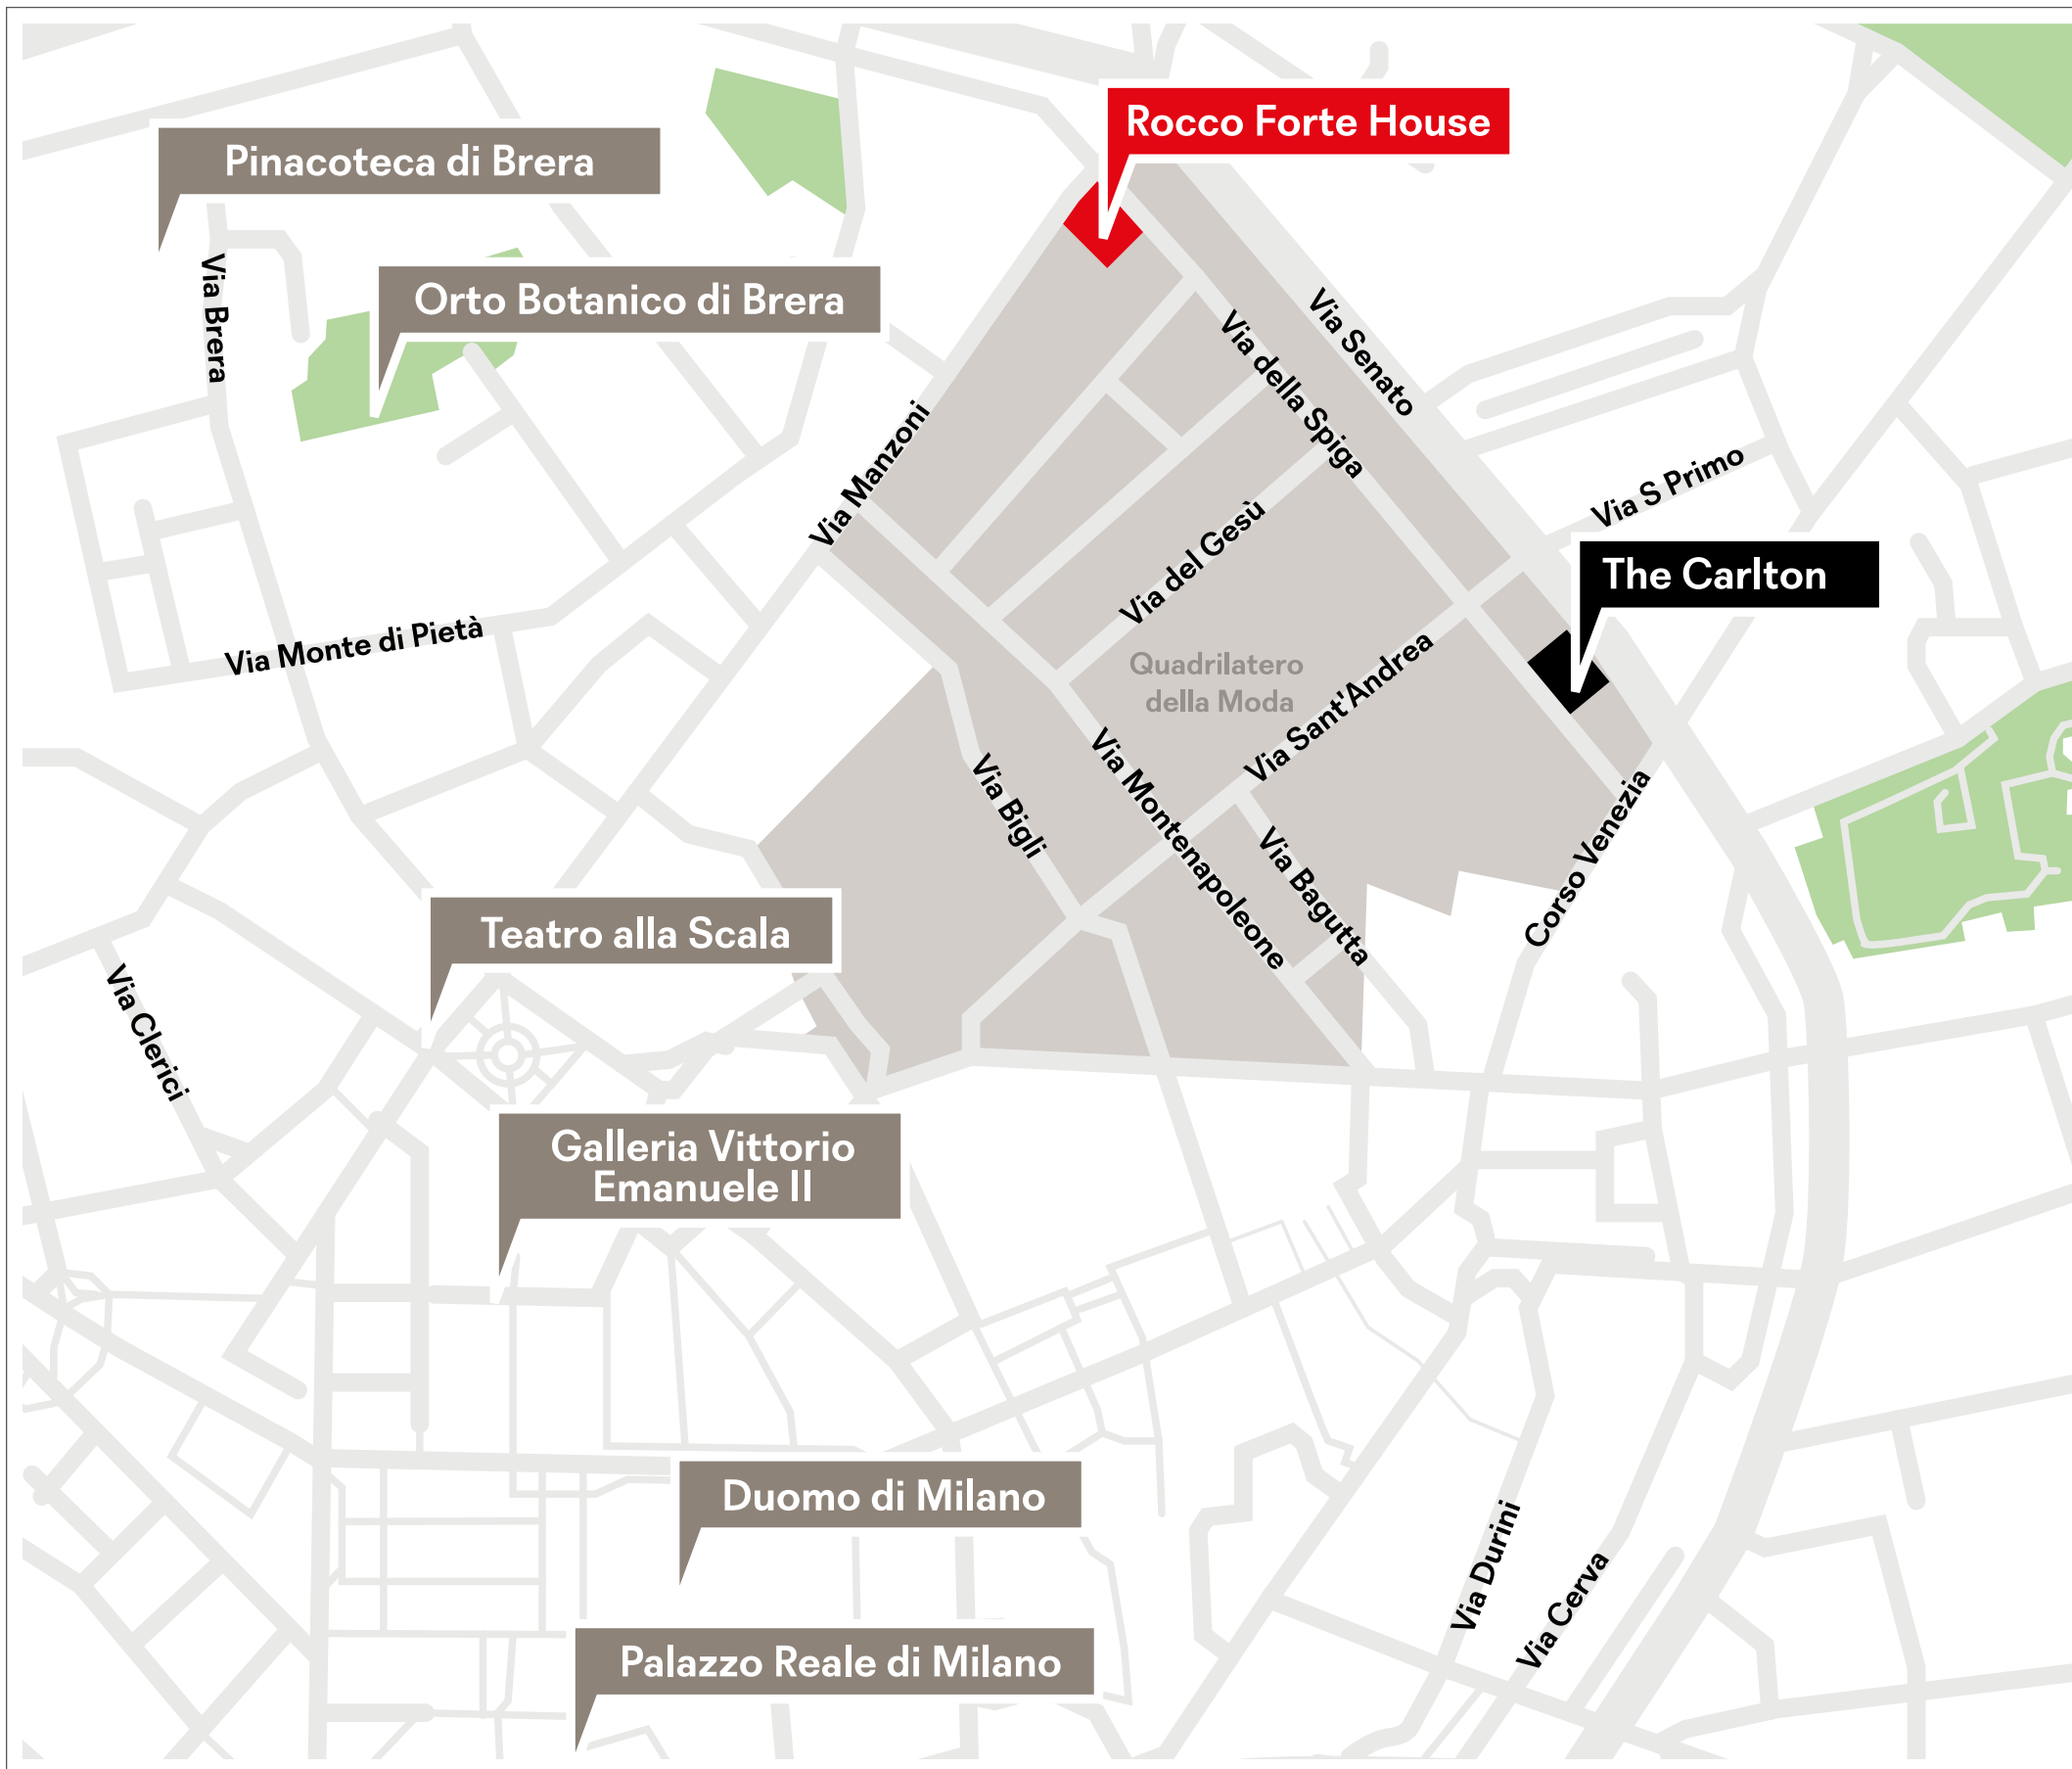 Rocco Forte House
Pinacoteca di Brera
Orto Botanico di Brera
Via Brera
Via Senato
Via della Spiga
Via Manzoni
Via S Primo
The Carlton
Via del Gesù
Via Monte di Pietà
Quadrilatero
della Moda
Via Sant'Andrea
Via Montenapoleone
Via Bigli
Via Bagutta
Corso Venezia
Teatro alla Scala
Via Clerici
Galleria Vittorio
Emanuele II
Duomo di Milano
Via Durini
Via Cerva
Palazzo Reale di Milano